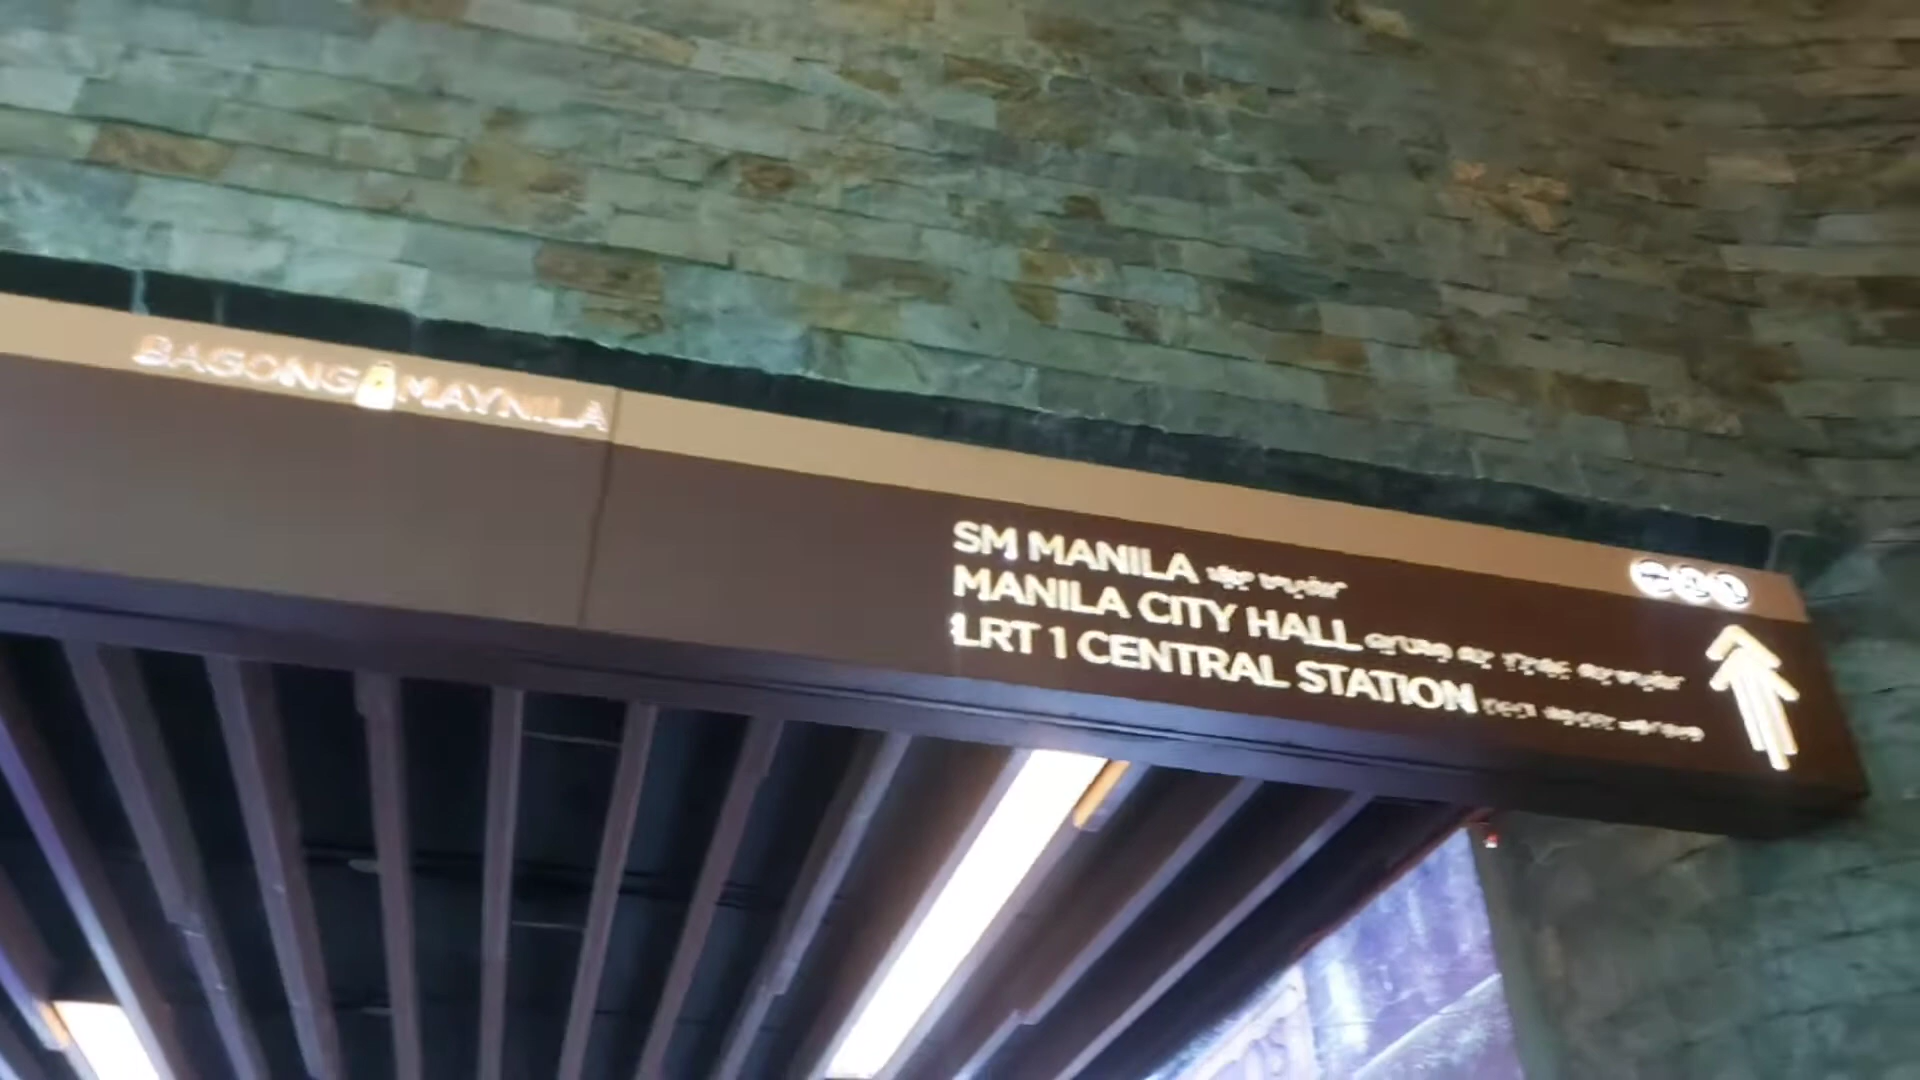 BAGONG MAYNILA
SM MANILA
MANILA CITY HALL
LRT 1 CENTRAL STATION